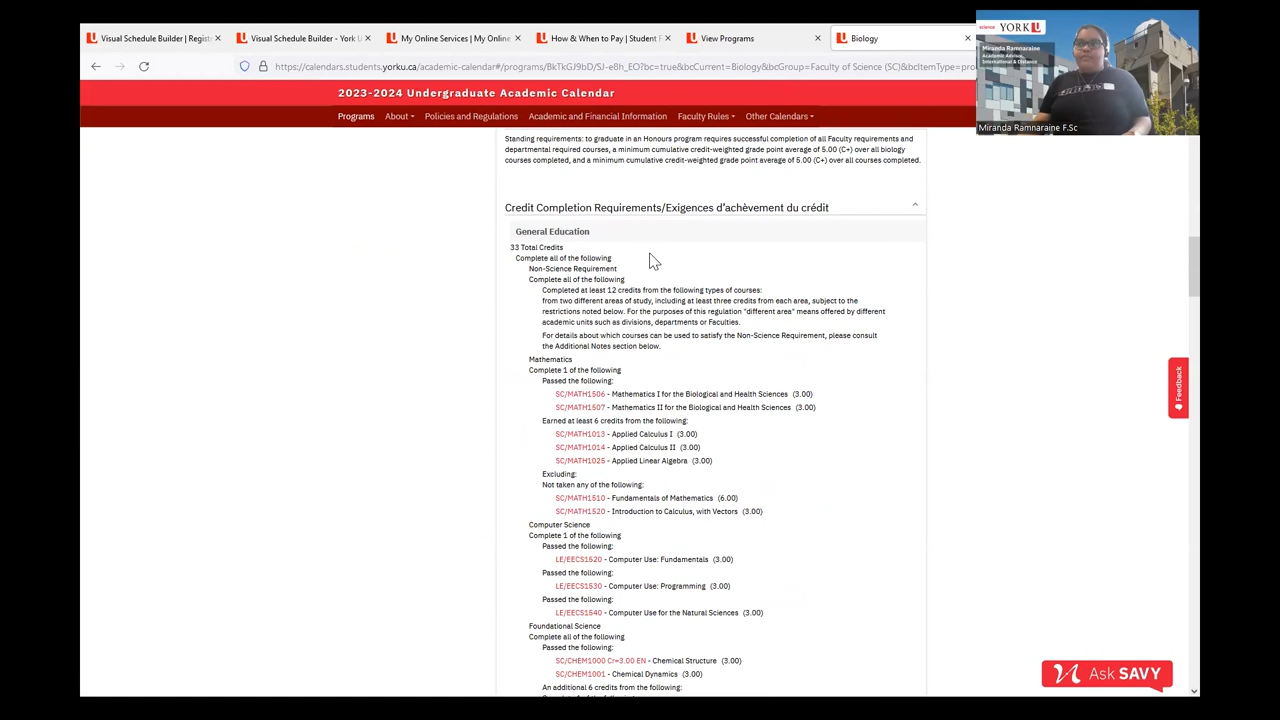 Visual Schedule Builder | Regist
Visual Schedule Builder - York U
My Online Services | My Online
How & When to Pay | Student F
View Programs
Biology
yorku.ca/academic-calendar#/programs/
2023-2024 Undergraduate Academic Calendar
Programs About Policies and Regulations Academic and Financial Information Faculty Rules Other Calendars
science YORK U
Miranda Ramnaraine
Academic Advisor,
International & Distance
Miranda Ramnaraine F.Sc
Standing requirements: to graduate in an Honours program requires successful completion of all Faculty requirements and
departmental required courses, a minimum cumulative credit-weighted grade point average of 5.00 (C+) over all biology
courses completed, and a minimum cumulative credit-weighted grade point average of 5.00 (C+) over all courses completed.
Credit Completion Requirements/Exigences d'achèvement du crédit
General Education
33 Total Credits
Complete all of the following
Non-Science Requirement
Complete all of the following
Completed at least 12 credits from the following types of courses:
from two different areas of study, including at least three credits from each area, subject to the
restrictions noted below. For the purposes of this regulation "different area" means offered by different
academic units such as divisions, departments or Faculties.
For details about which courses can be used to satisfy the Non-Science Requirement, please consult
the Additional Notes section below.
Mathematics
Complete 1 of the following
Passed the following:
SC/MATH1506 - Mathematics I for the Biological and Health Sciences (3.00)
SC/MATH1507 - Mathematics II for the Biological and Health Sciences (3.00)
Earned at least 6 credits from the following:
SC/MATH1013 - Applied Calculus I (3.00)
SC/MATH1014 - Applied Calculus II (3.00)
SC/MATH1025 - Applied Linear Algebra (3.00)
Excluding:
Not taken any of the following:
SC/MATH1510 - Fundamentals of Mathematics (6.00)
SC/MATH1520 - Introduction to Calculus, with Vectors (3.00)
Computer Science
Complete 1 of the following
Passed the following:
LE/EECS1520 - Computer Use: Fundamentals (3.00)
Passed the following:
LE/EECS1530 - Computer Use: Programming (3.00)
Passed the following:
LE/EECS1540 - Computer Use for the Natural Sciences (3.00)
Foundational Science
Complete all of the following
Passed the following:
SC/CHEM1000 Cr=3.00 EN - Chemical Structure (3.00)
SC/CHEM1001 - Chemical Dynamics (3.00)
An additional 6 credits from the following:
Feedback
Ask SAVY